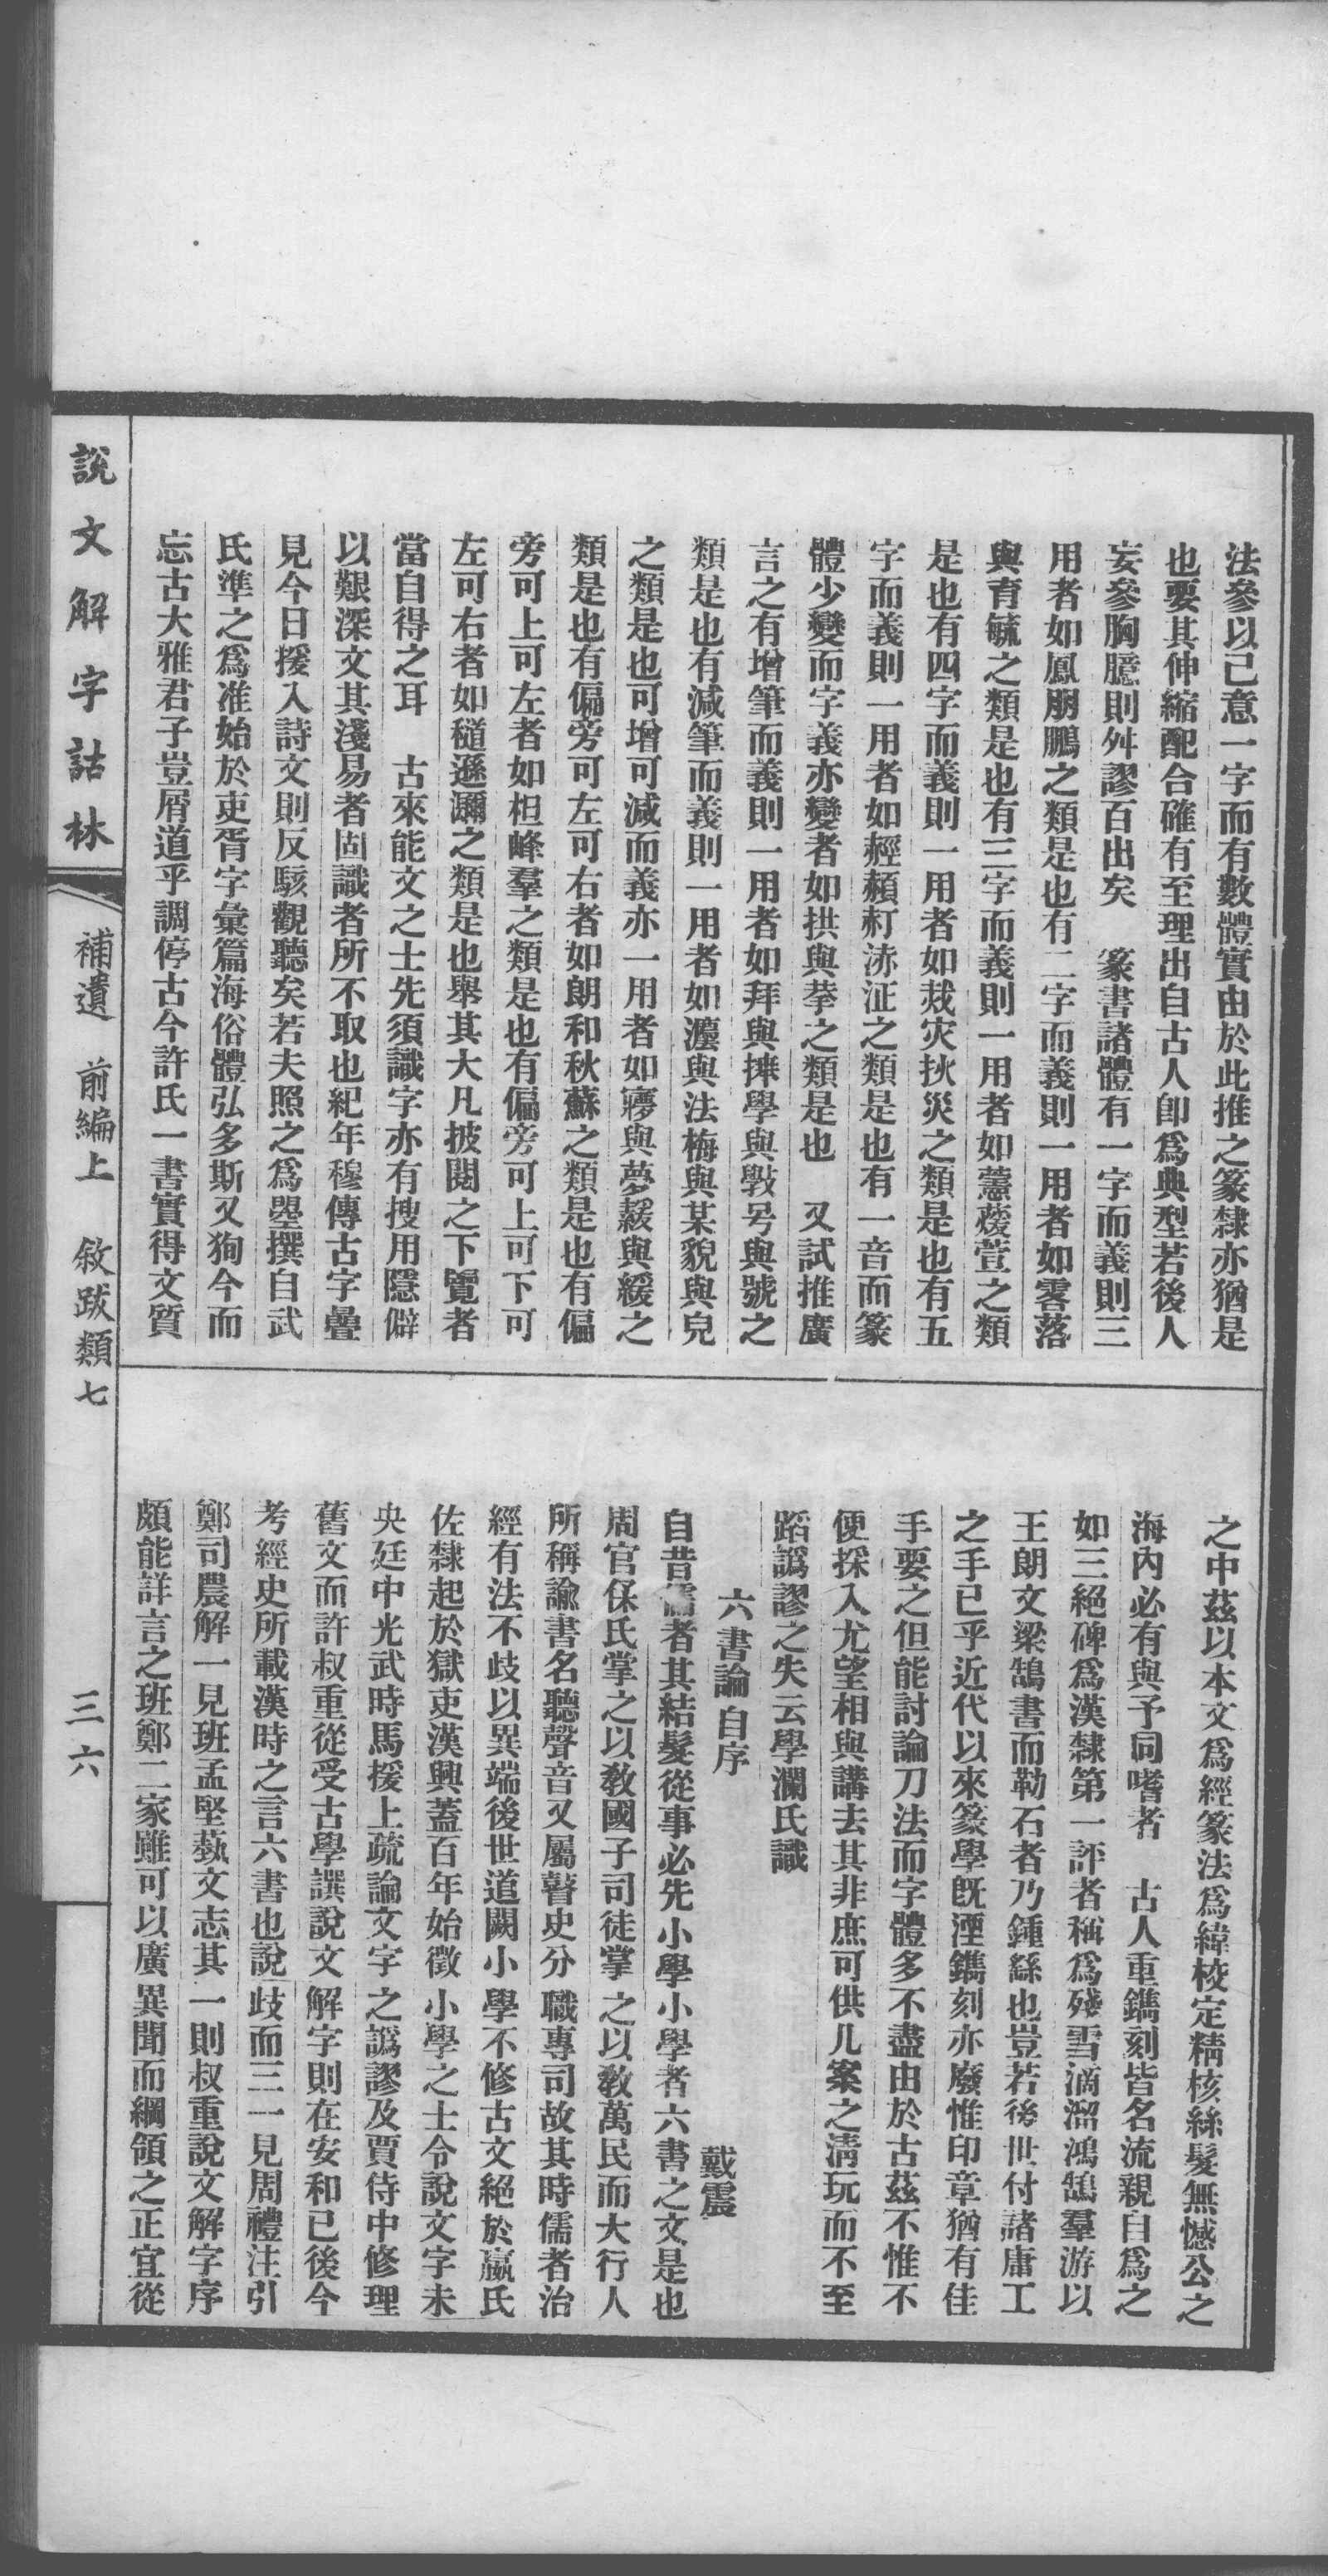 法參以己意一字而有數體實由於此推之篆隸亦猶是
也要其伸縮配合確有至理出自古人卽爲典型若後人
妄參胸臆則舛謬百出矣　篆書諸體有一字而義則三
用者如鳳朋鵬之類是也有二字而義則一用者如零落
與育毓之類是也有三字而義則一用者如藼蕿萱之類
是也有四字而義則一用者如烖灾扻災之類是也有五
字而義則一用者如經頳赬浾泟之類是也有一音而篆
體少變而字義亦變者如拱與拲之類是也　又試推廣
言之有增筆而義則一用者如拜與𢫶學與斆号與號之
類是也有減筆而義則一用者如灋與法梅與某貌與皃
之類是也可增可減而義亦一用者如㝱與夢繛與緩之
類是也有偏旁可左可右者如朗和秋蘇之類是也有偏
旁可上可左者如枏峰羣之類是也有偏旁可上可下可
左可右者如𥡴遜濔之類是也舉其大凡披閱之下覽者
當自得之耳　古來能文之士先須識字亦有搜用隱僻
以艱深文其淺易者固識者所不取也紀年穆傳古字疊
見今日援入詩文則反駭觀聽矣若夫照之爲曌撰自武
氏準之爲准始於吏胥字彙篇海俗體弘多斯又狥今而
忘古大雅君子豈屑道乎調停古今許氏一書實得文質
之中茲以本文爲經篆法爲緯校定精核絲髮無憾公之
海內必有與予同嗜者　古人重鐫刻皆名流親自爲之
如三絕碑爲漢隸第一評者稱爲殘雪滴溜鴻鵠羣游以
王朗文梁鵠書而勒石者乃鍾繇也豈若後世付諸庸工
之手已乎近代以來篆學旣湮鐫刻亦廢惟印章猶有佳
手要之但能討論刀法而字體多不盡由於古茲不惟不
便採入尤望相與講去其非庶可供几案之淸玩而不至
蹈譌謬之失云學瀾氏識
六書論自序
戴震
自昔儒者其結髮從事必先小學小學者六書之文是也
周官保氏掌之以敎國子司徒掌之以敎萬民而大行人
所稱諭書名聽聲音又屬瞽史分職專司故其時儒者治
經有法不歧以異端後世道闕小學不修古文絕於嬴氏
佐隸起於獄吏漢興蓋百年始徵小學之士令說文字未
央廷中光武時馬援上疏論文字之譌謬及賈侍中修理
舊文而許叔重從受古學譔說文解字則在安和已後今
考經史所載漢時之言六書也說歧而三一見周禮注引
鄭司農解一見班孟堅蓺文志其一則叔重說文解字序
頗能詳言之班鄭二家雖可以廣異聞而綱領之正宜從
說文解字詁林
補遺　前編上　敘跋類七
三六